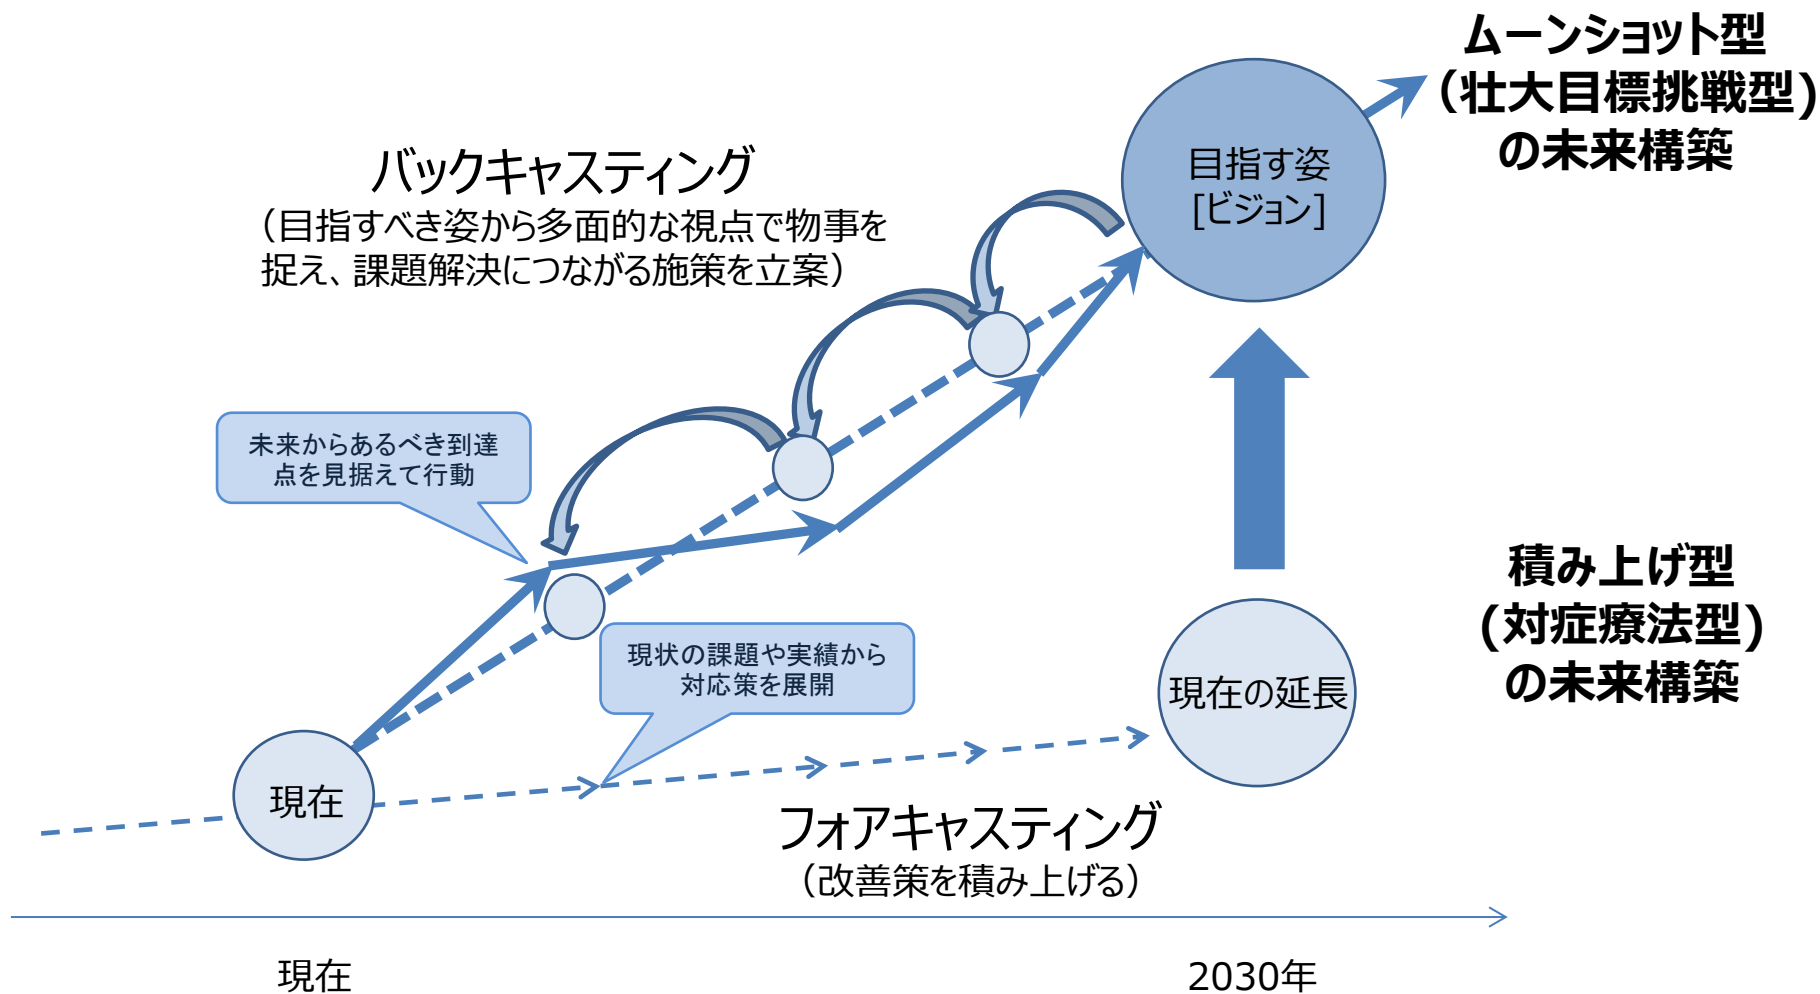 ムーンショット型
（壮大目標挑戦型)
の未来構築
目指す姿
[ビジョン]
バックキャスティング
（目指すべき姿から多面的な視点で物事を
捉え、課題解決につながる施策を立案）
未来からあるべき到達
点を見据えて行動
積み上げ型
(対症療法型)
の未来構築
現状の課題や実績から
対応策を展開
現在の延長
現在
フォアキャスティング
（改善策を積み上げる）
現在
2030年